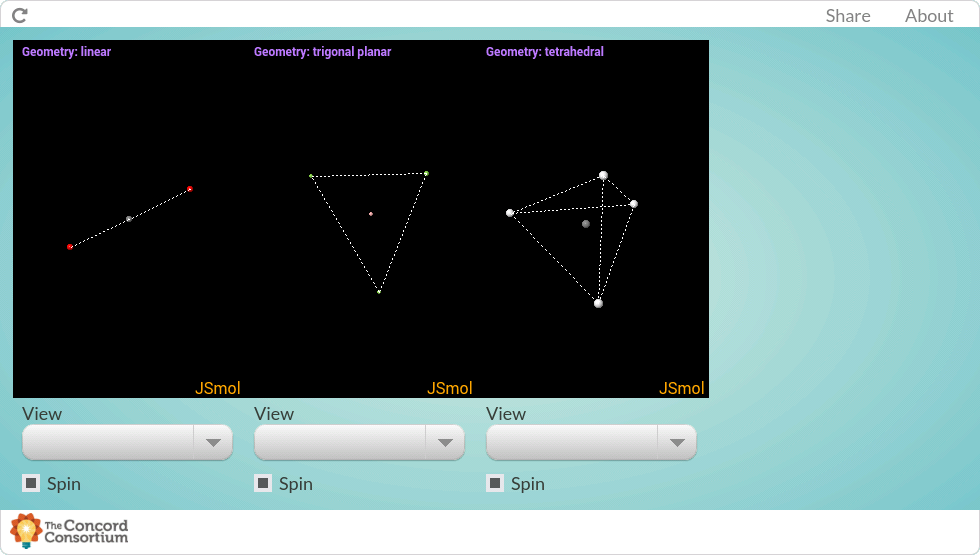 Share About
Geometry: linear Geometry: trigonal planar Geometry: tetrahedral
JSmol JSmol JSmol
View View View
Spin Spin Spin
The Concord
Consortium